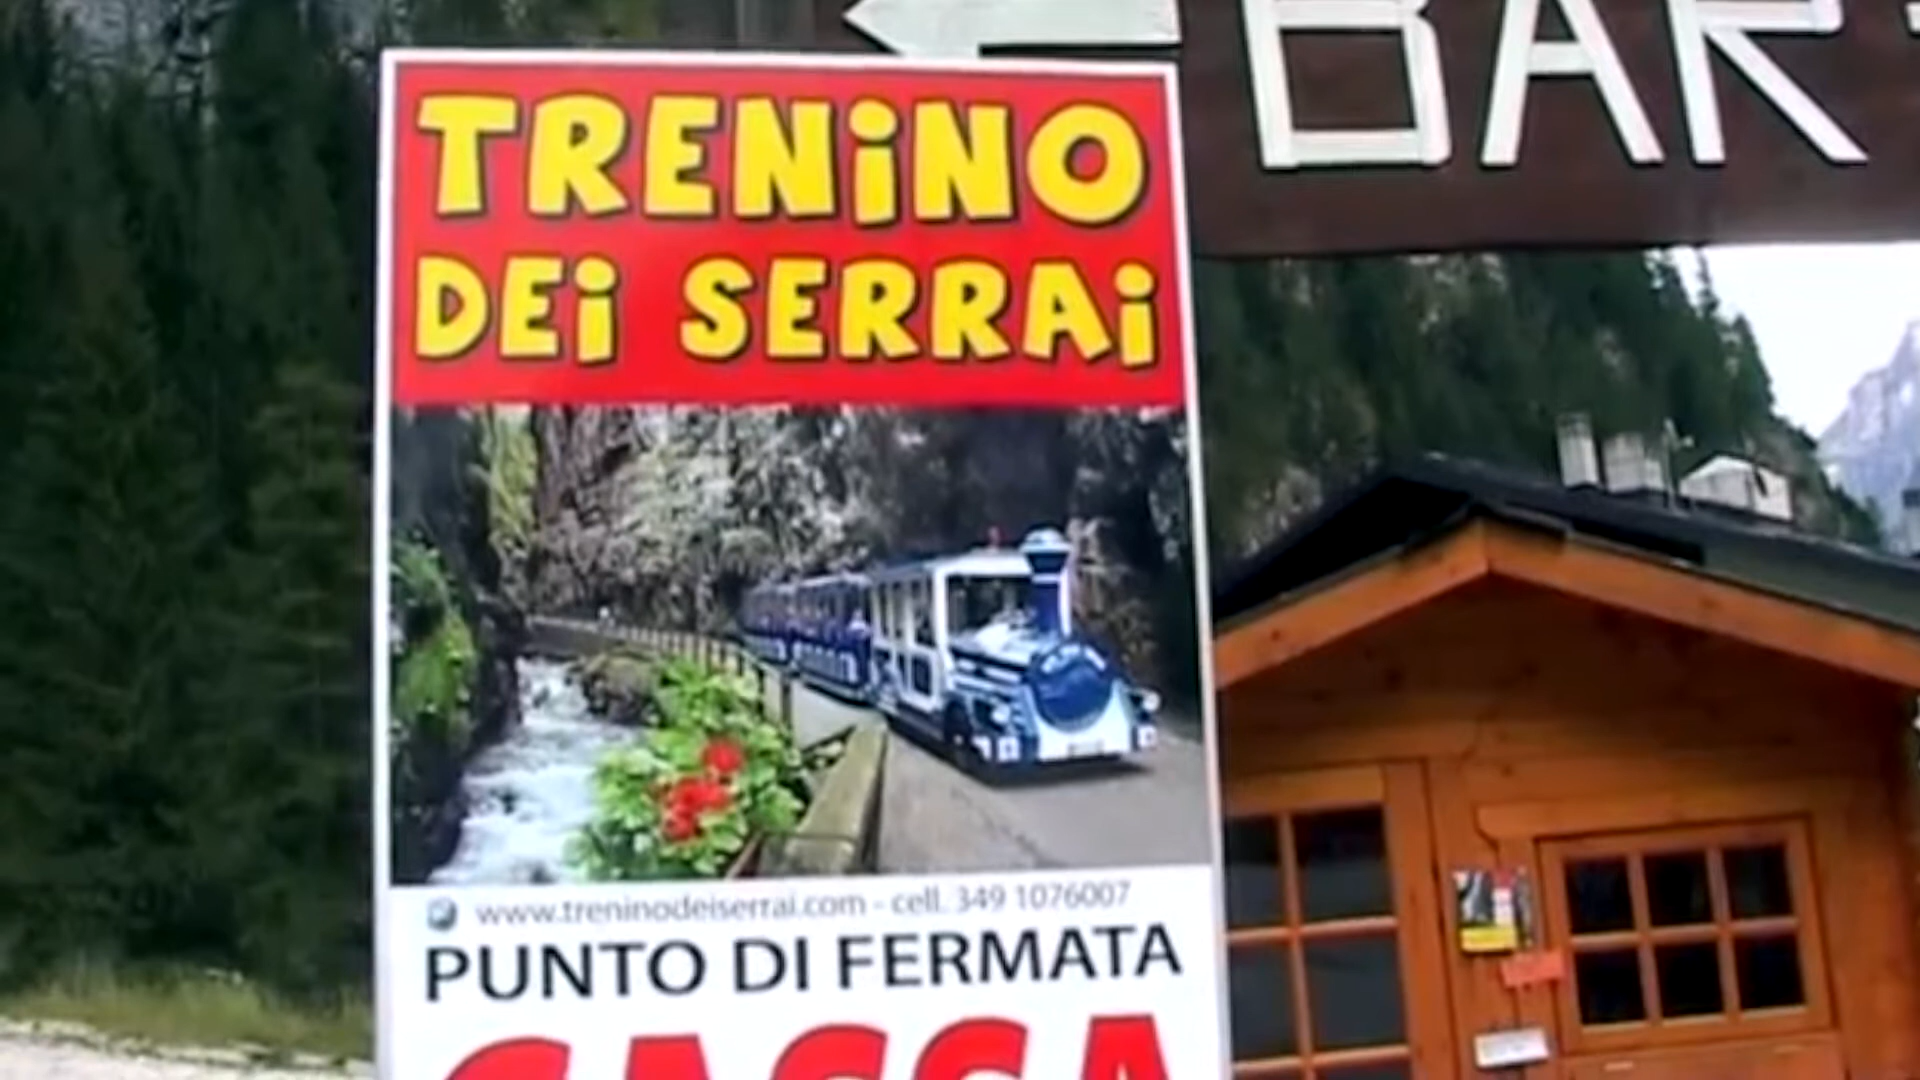 BAR
TRENiNO
DEi SERRAi
www.treninodeiserrai.com - cell. 349 1076007
PUNTO DI FERMATA
CASSA